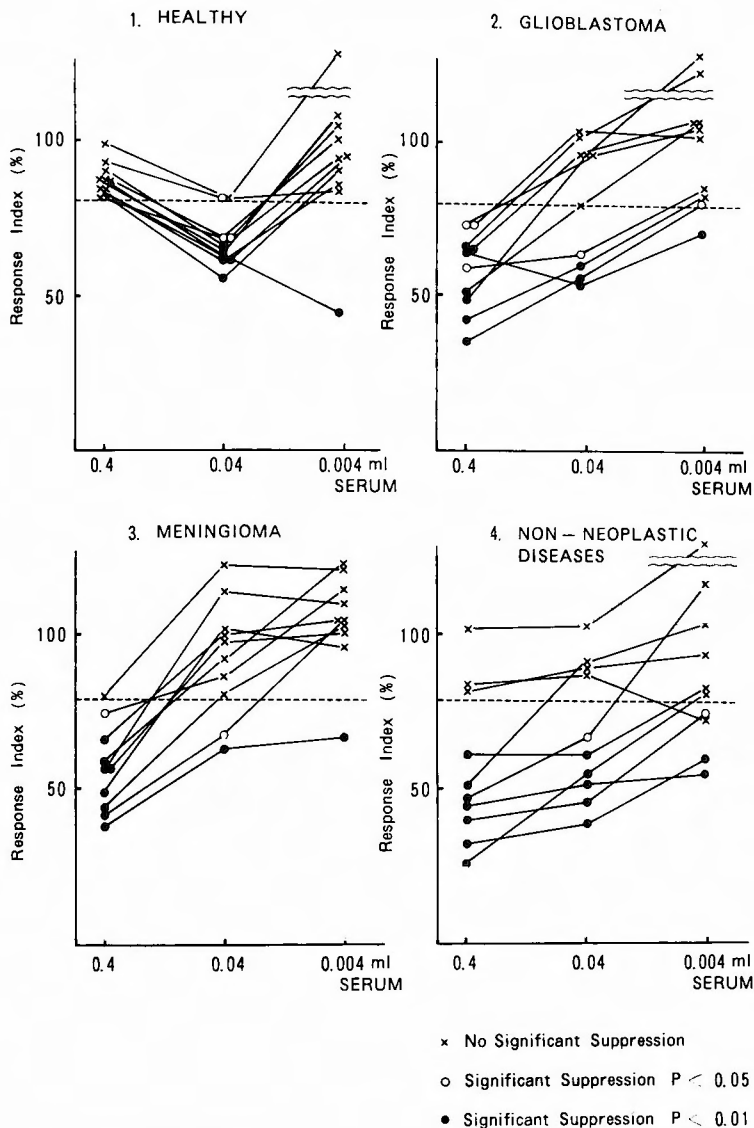 1. HEALTHY
100
50
Response Index (%)
0.4 0.04 0.004 ml
SERUM
2. GLIOBLASTOMA
100
50
Response Index (%)
0.4 0.04 0.004 ml
SERUM
3. MENINGIOMA
100
50
Response Index (%)
0.4 0.04 0.004 ml
SERUM
4. NON - NEOPLASTIC
DISEASES
100
50
Response Index (%)
0.4 0.04 0.004 ml
SERUM
x No Significant Suppression
○ Significant Suppression P < 0.05
● Significant Suppression P < 0.01